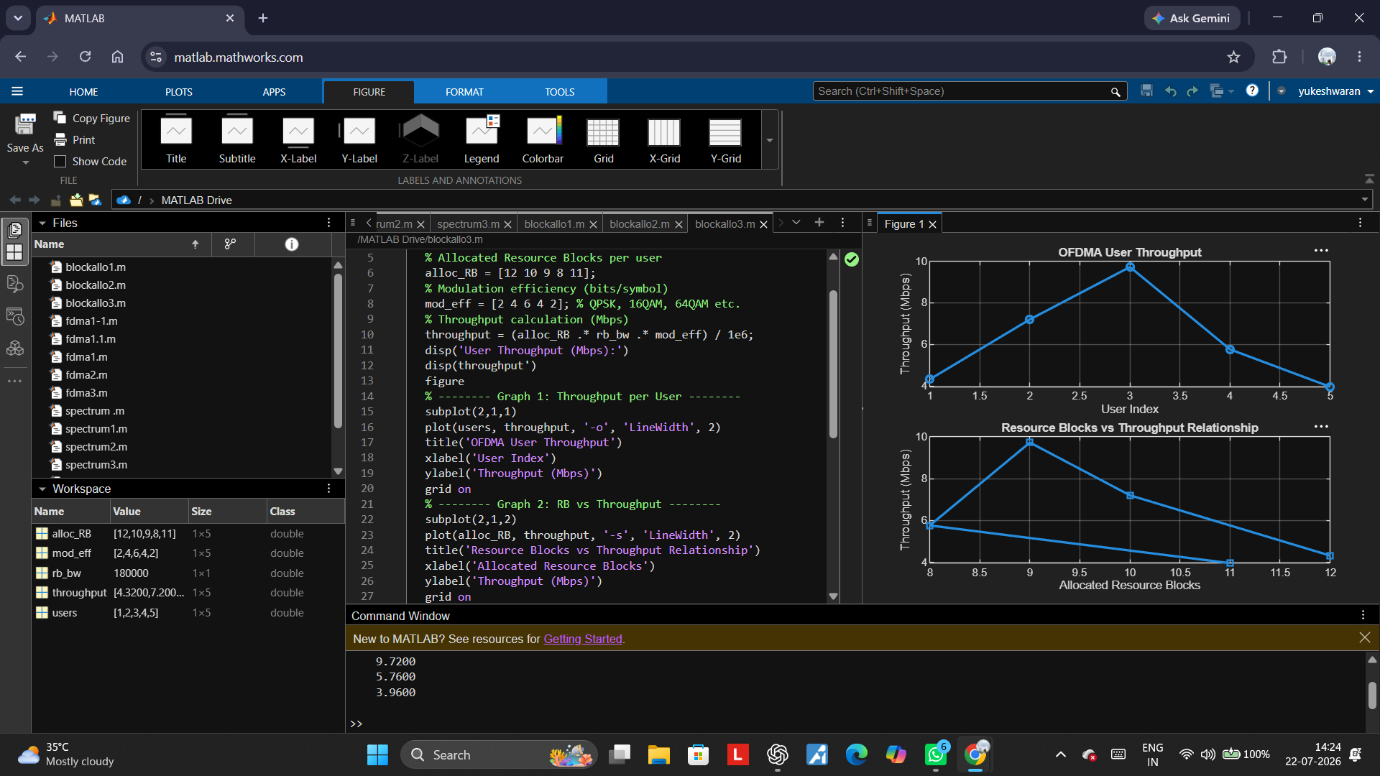 MATLAB
Ask Gemini
matlab.mathworks.com
HOME PLOTS APPS FIGURE FORMAT TOOLS
Search (Ctrl+Shift+Space)
yukeshwaran
Save As
Copy Figure
Print
Show Code
FILE
Title Subtitle X-Label Y-Label Z-Label Legend Colorbar Grid X-Grid Y-Grid
LABELS AND ANNOTATIONS
/ > MATLAB Drive
Files
Name
blockallo1.m
blockallo2.m
blockallo3.m
fdma1-1.m
fdma1.1.m
fdma1.m
fdma2.m
fdma3.m
spectrum .m
spectrum1.m
spectrum2.m
spectrum3.m
Workspace
Name Value Size Class
alloc_RB [12,10,9,8,11] 1×5 double
mod_eff [2,4,6,4,2] 1×5 double
rb_bw 180000 1×1 double
throughput [4.3200,7.200... 1×5 double
users [1,2,3,4,5] 1×5 double
rum2.m spectrum3.m blockallo1.m blockallo2.m blockallo3.m
/MATLAB Drive/blockallo3.m
5 % Allocated Resource Blocks per user
6 alloc_RB = [12 10 9 8 11];
7 % Modulation efficiency (bits/symbol)
8 mod_eff = [2 4 6 4 2]; % QPSK, 16QAM, 64QAM etc.
9 % Throughput calculation (Mbps)
10 throughput = (alloc_RB .* rb_bw .* mod_eff) / 1e6;
11 disp('User Throughput (Mbps):')
12 disp(throughput')
13 figure
14 % -------- Graph 1: Throughput per User --------
15 subplot(2,1,1)
16 plot(users, throughput, '-o', 'LineWidth', 2)
17 title('OFDMA User Throughput')
18 xlabel('User Index')
19 ylabel('Throughput (Mbps)')
20 grid on
21 % -------- Graph 2: RB vs Throughput --------
22 subplot(2,1,2)
23 plot(alloc_RB, throughput, '-s', 'LineWidth', 2)
24 title('Resource Blocks vs Throughput Relationship')
25 xlabel('Allocated Resource Blocks')
26 ylabel('Throughput (Mbps)')
27 grid on
Figure 1
OFDMA User Throughput
Throughput (Mbps)
10
8
6
4
1 1.5 2 2.5 3 3.5 4 4.5 5
User Index
Resource Blocks vs Throughput Relationship
Throughput (Mbps)
10
8
6
4
8 8.5 9 9.5 10 10.5 11 11.5 12
Allocated Resource Blocks
Command Window
New to MATLAB? See resources for Getting Started.
9.7200
5.7600
3.9600
>>
35°C
Mostly cloudy
Search
L
6
ENG
IN
100%
14:24
22-07-2026